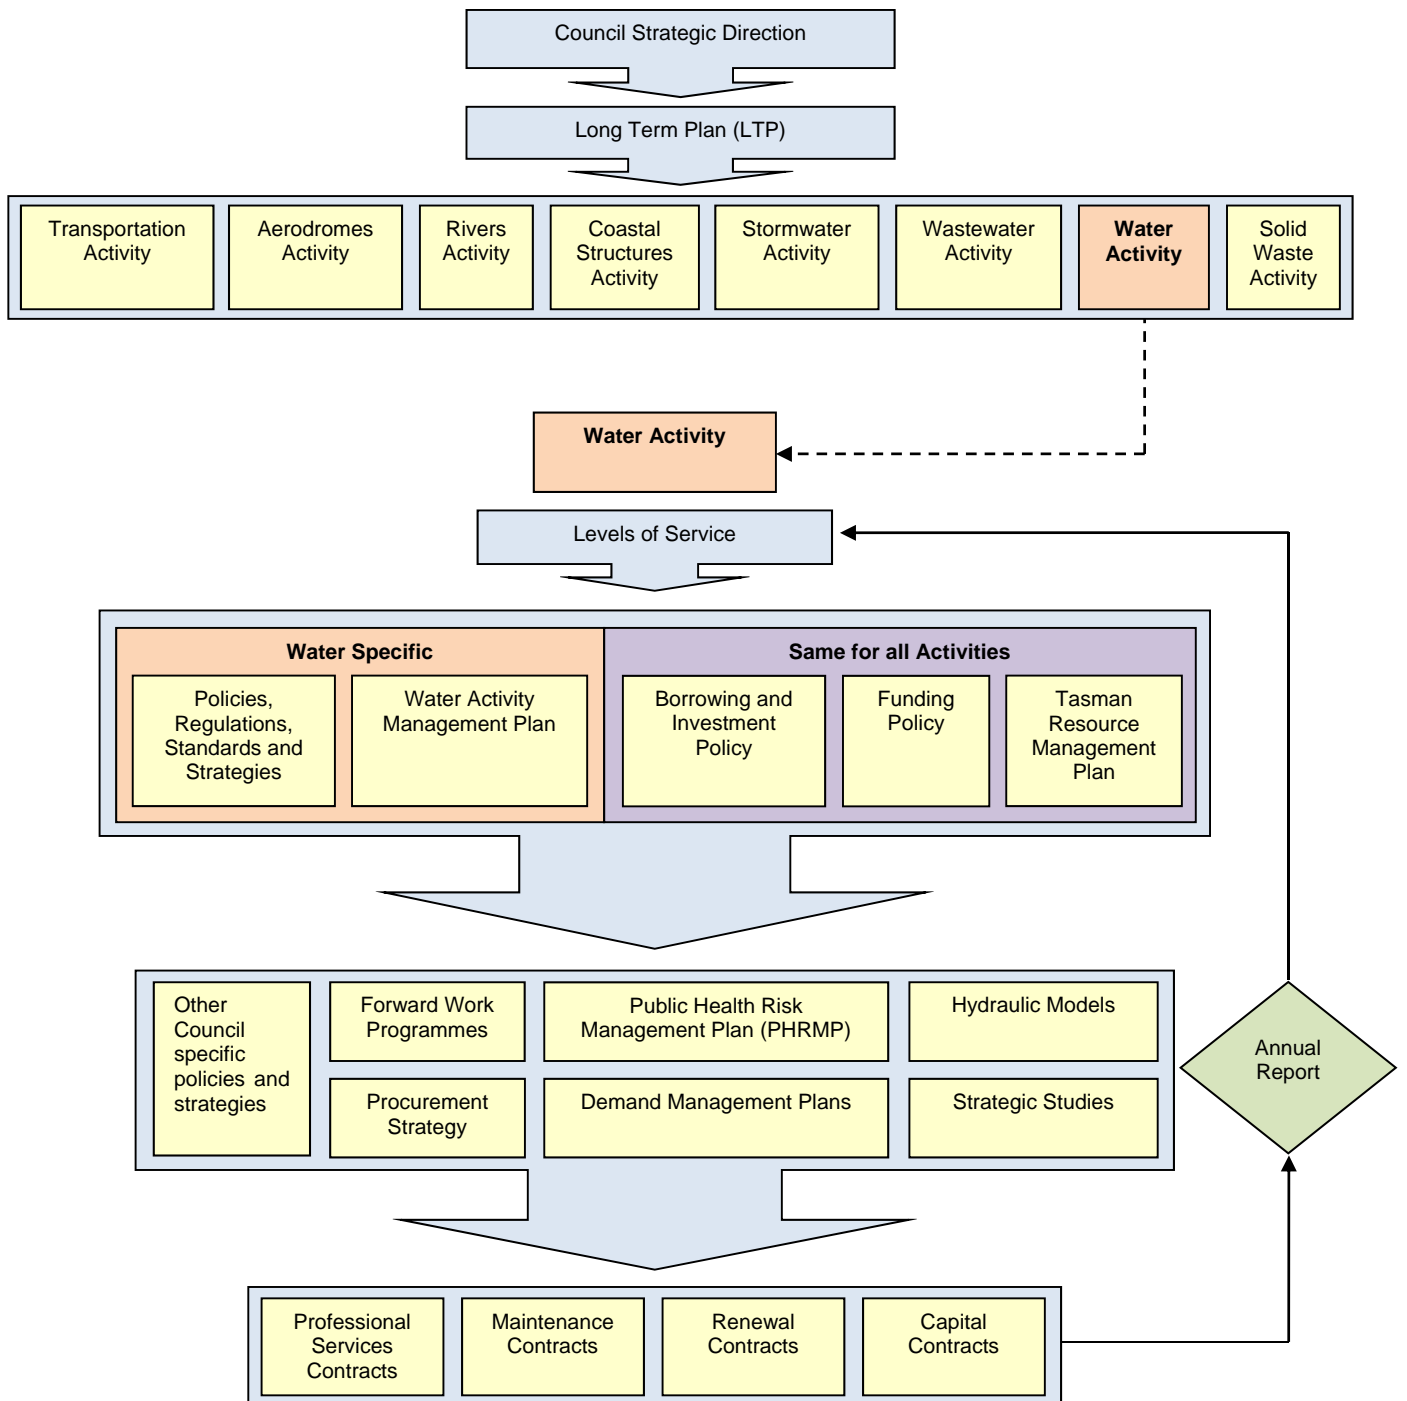 Council Strategic Direction
Long Term Plan (LTP)
Transportation
Activity
Aerodromes
Activity
Rivers
Activity
Coastal
Structures
Activity
Stormwater
Activity
Wastewater
Activity
Water
Activity
Solid
Waste
Activity
Water Activity
Levels of Service
Water Specific
Policies,
Regulations,
Standards and
Strategies
Water Activity
Management Plan
Same for all Activities
Borrowing and
Investment
Policy
Funding
Policy
Tasman
Resource
Management
Plan
Other
Council
specific
policies and
strategies
Forward Work
Programmes
Public Health Risk
Management Plan (PHRMP)
Hydraulic Models
Procurement
Strategy
Demand Management Plans
Strategic Studies
Annual
Report
Professional
Services
Contracts
Maintenance
Contracts
Renewal
Contracts
Capital
Contracts